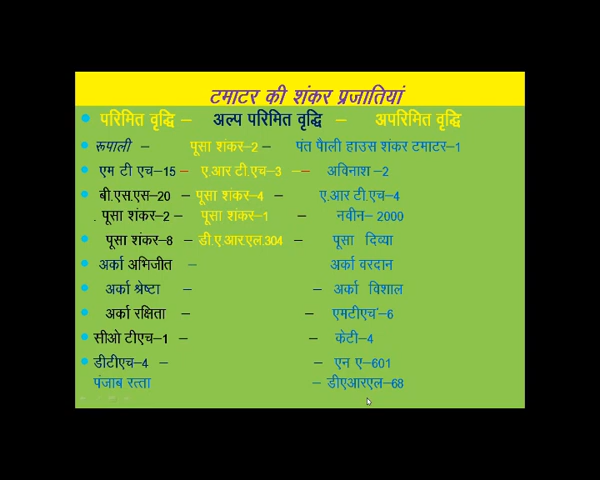 टमाटर की शंकर प्रजातियां
परिमित वृद्धि – अल्प परिमित वृद्धि – अपरिमित वृद्धि
रूपाली – पूसा शंकर–2 – पंत पैाली हाउस शंकर टमाटर–1
एम टी एच–15 – ए.आर टी.एच–3 –– अविनाश –2
बी.एस.एस–20 – पूसा शंकर–4 – ए.आर टी.एच–4
. पूसा शंकर–2 – पूसा शंकर–1 – नवीन– 2000
पूसा शंकर–8 – डी.ए आर.एल.304 – पूसा दिव्या
अर्का अभिजीत – अर्का वरदान
अर्का श्रेष्टा – – अर्का विशाल
अर्का रक्षिता – – एमटीएच'–6
सीओ टीएच–1 – – केटी–4
डीटीएच–4 – – एन ए–601
पंजाब रत्ता – डीएआरएल–68